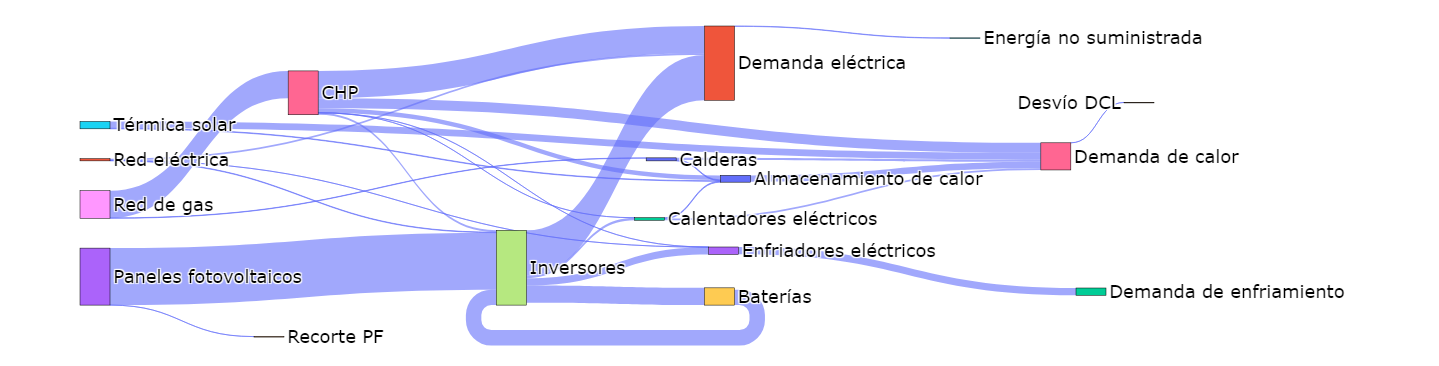 Energía no suministrada
Demanda eléctrica
CHP
Desvío DCL
Térmica solar
Demanda de calor
Red eléctrica
Calderas
Almacenamiento de calor
Red de gas
Calentadores eléctricos
Enfriadores eléctricos
Inversores
Paneles fotovoltaicos
Demanda de enfriamiento
Baterías
Recorte PF